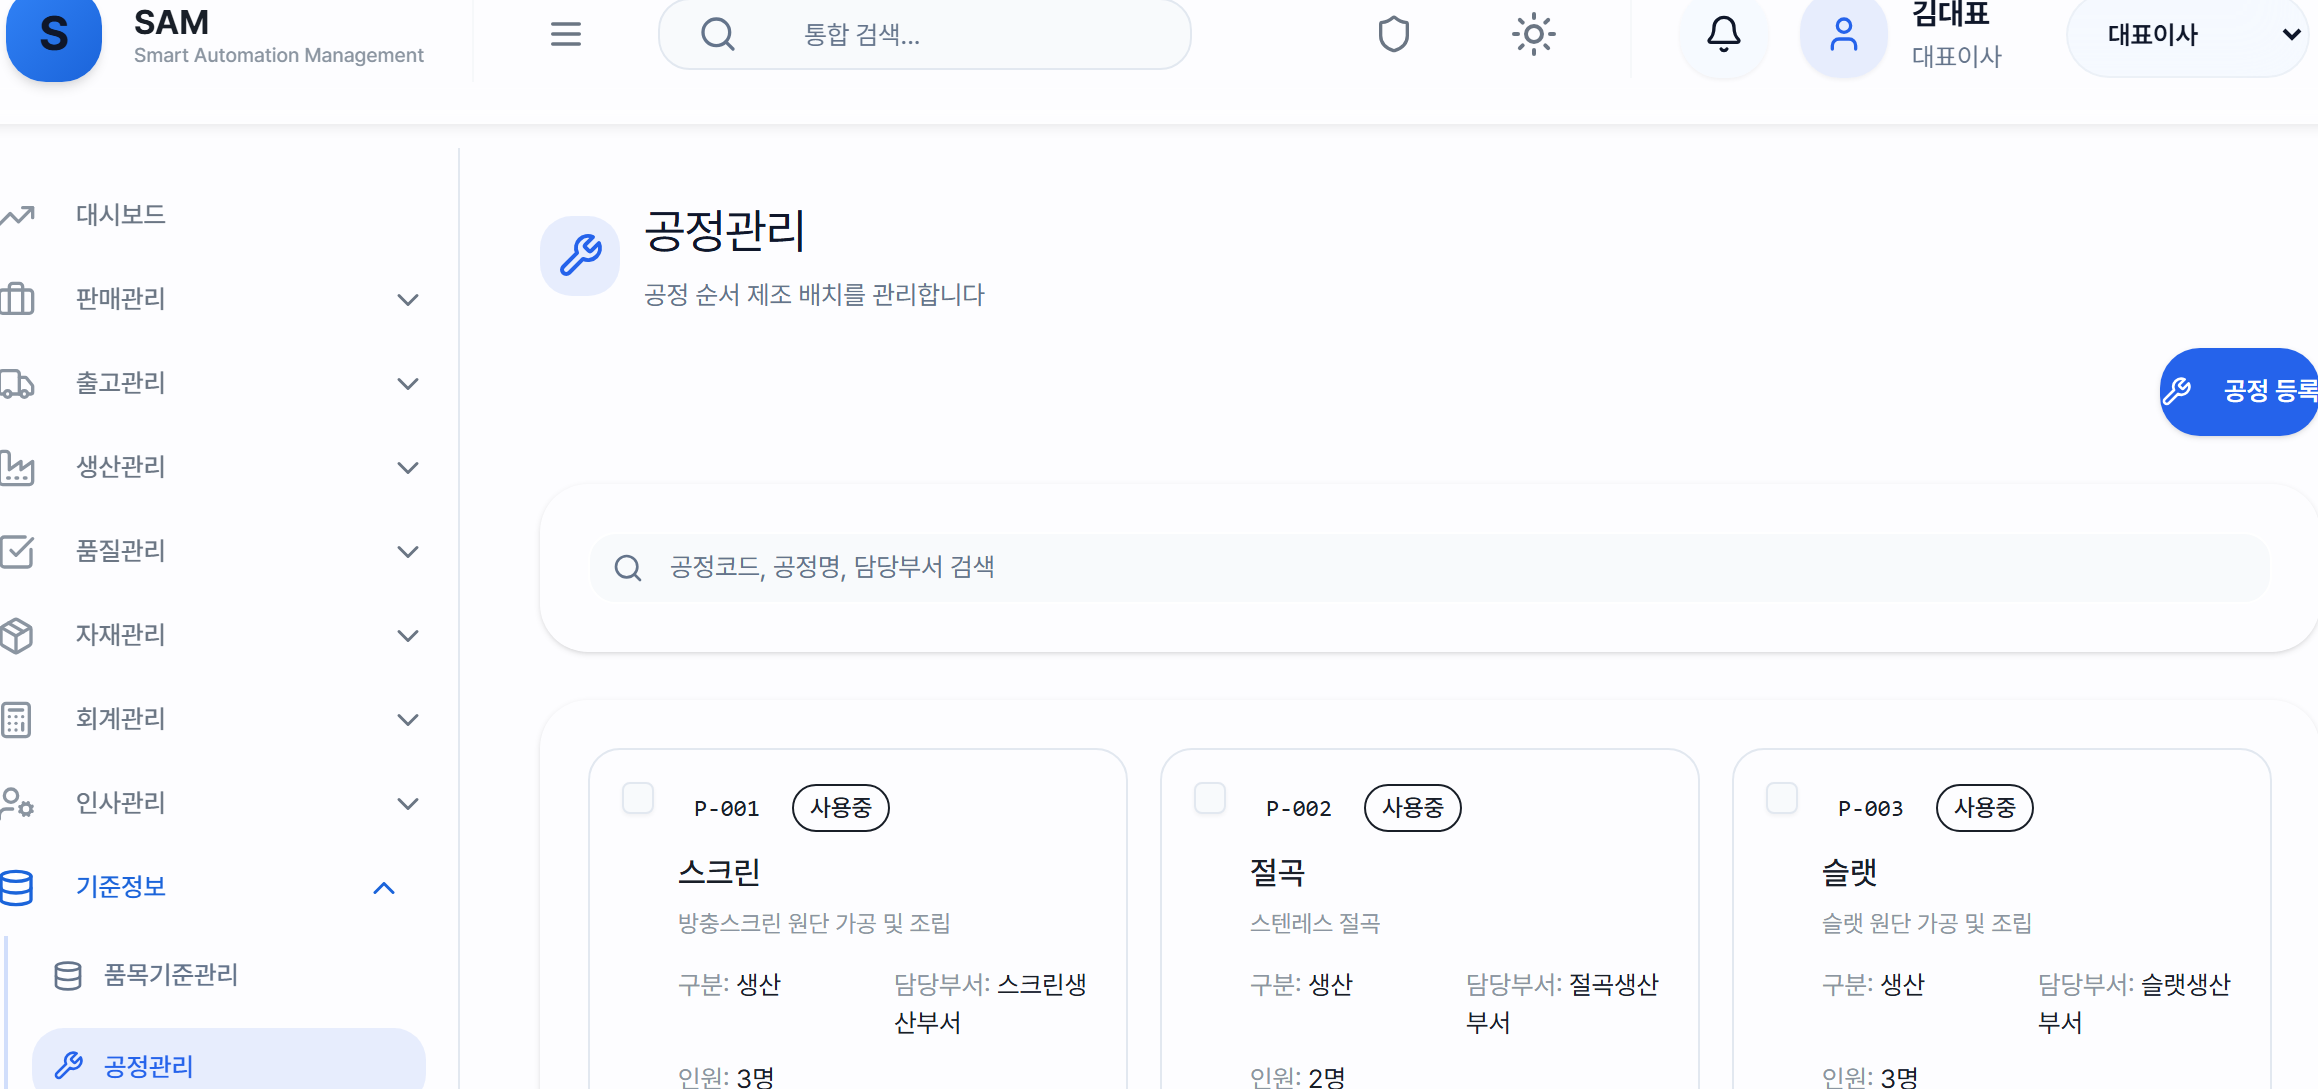 S
SAM
Smart Automation Management
통합 검색...
김대표
대표이사
대표이사
대시보드
판매관리
출고관리
생산관리
품질관리
자재관리
회계관리
인사관리
기준정보
품목기준관리
공정관리
공정관리
공정 순서 제조 배치를 관리합니다
공정 등록
공정코드, 공정명, 담당부서 검색
P-001 사용중
스크린
방충스크린 원단 가공 및 조립
구분: 생산
담당부서: 스크린생
산부서
인원: 3명
P-002 사용중
절곡
스텐레스 절곡
구분: 생산
담당부서: 절곡생산
부서
인원: 2명
P-003 사용중
슬랫
슬랫 원단 가공 및 조립
구분: 생산
담당부서: 슬랫생산
부서
인원: 3명